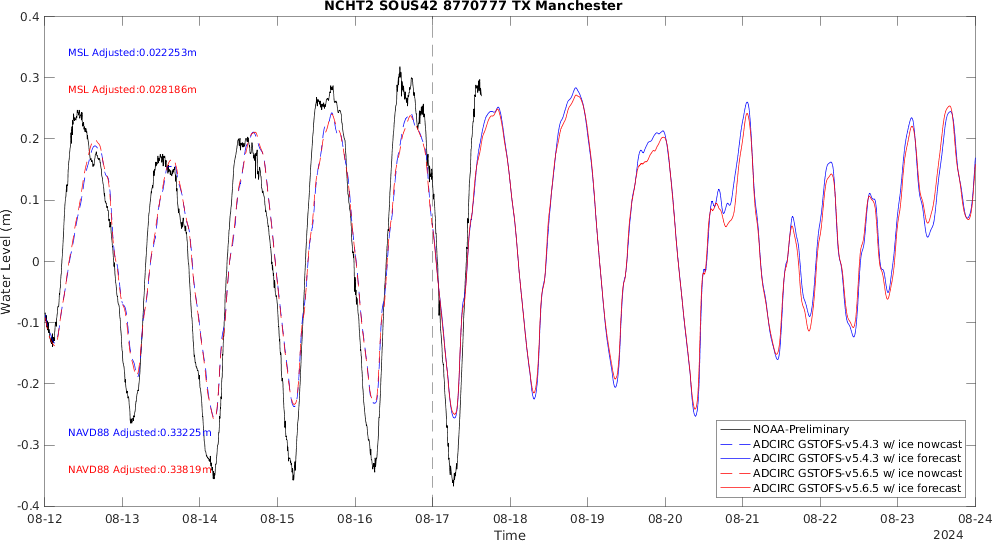 NCHT2 SOUS42 8770777 TX Manchester
0.4
0.3
0.2
0.1
0
-0.1
-0.2
-0.3
-0.4
Water Level (m)
MSL Adjusted:0.022253m
MSL Adjusted:0.028186m
NAVD88 Adjusted:0.33225m
NAVD88 Adjusted:0.33819m
NOAA-Preliminary
ADCIRC GSTOFS-v5.4.3 w/ ice nowcast
ADCIRC GSTOFS-v5.4.3 w/ ice forecast
ADCIRC GSTOFS-v5.6.5 w/ ice nowcast
ADCIRC GSTOFS-v5.6.5 w/ ice forecast
08-12 08-13 08-14 08-15 08-16 08-17 08-18 08-19 08-20 08-21 08-22 08-23 08-24
Time
2024